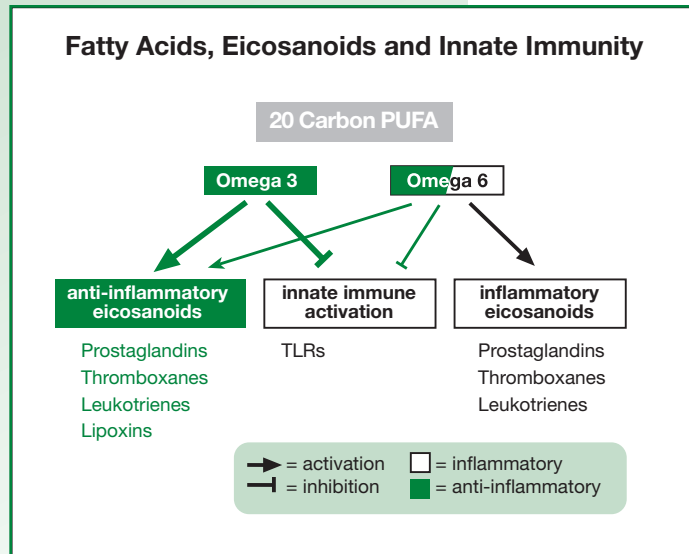 Fatty Acids, Eicosanoids and Innate Immunity
20 Carbon PUFA
Omega 3
Omega 6
anti-inflammatory
eicosanoids
innate immune
activation
inflammatory
eicosanoids
Prostaglandins
Thromboxanes
Leukotrienes
Lipoxins
TLRs
Prostaglandins
Thromboxanes
Leukotrienes
= activation
= inflammatory
= inhibition
= anti-inflammatory